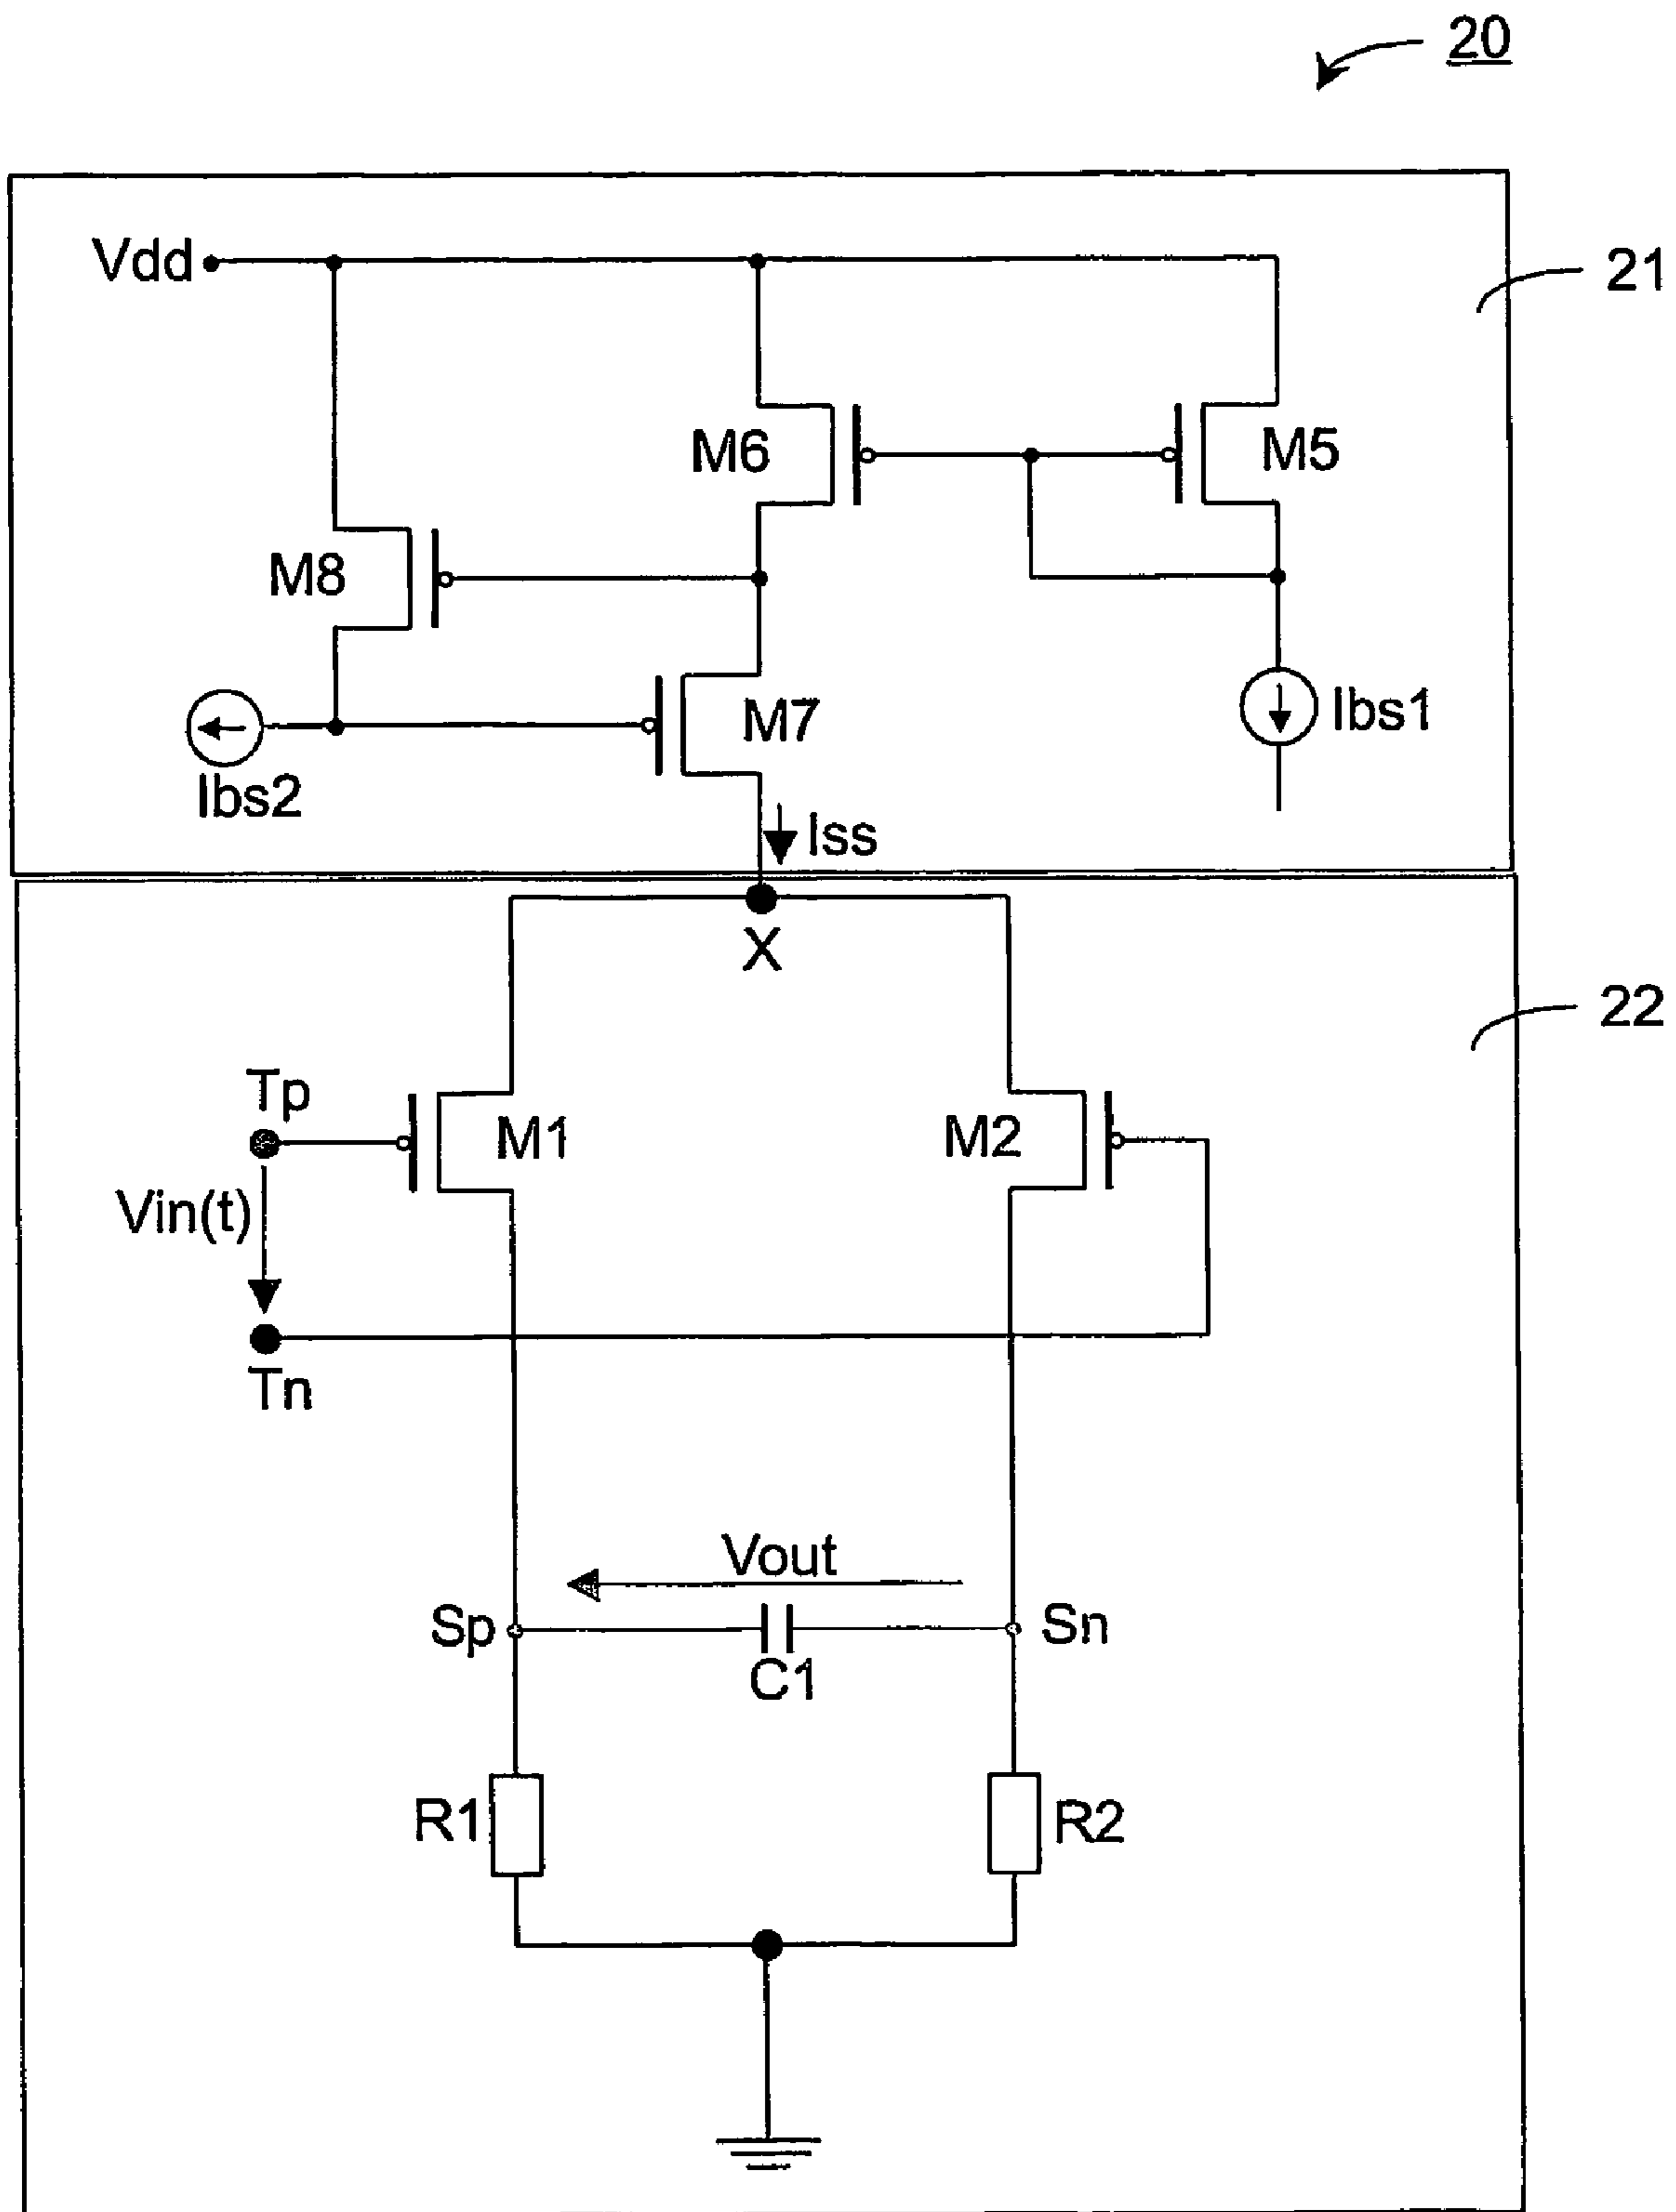 20
Vdd
21
M6
M5
M8
M7
Ibs1
Ibs2
Iss
X
22
Tp
M1
M2
Vin(t)
Tn
Vout
Sp
Sn
C1
R1
R2